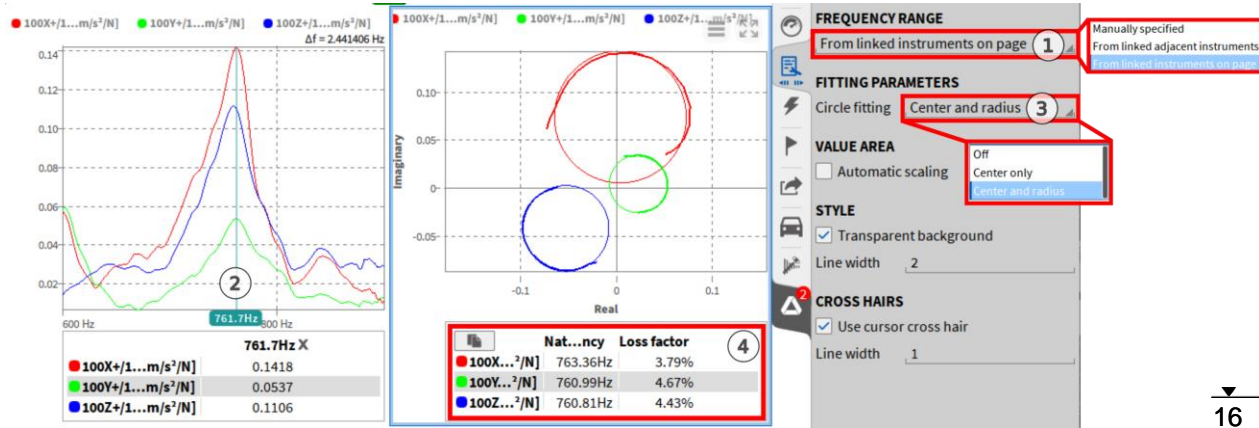 100X+/1...m/s²/N] 100Y+/1...m/s²/N] 100Z+/1...m/s²/N]
Δf = 2.441406 Hz
0.14
0.12
0.10
0.08
0.06
0.04
0.02
2
600 Hz 761.7Hz 800 Hz
761.7Hz X
100X+/1...m/s²/N] 0.1418
100Y+/1...m/s²/N] 0.0537
100Z+/1...m/s²/N] 0.1106
100X+/1...m/s²/N] 100Y+/1...m/s²/N] 100Z+/1...m/s²/N]
Imaginary
0.10
0.05
0
-0.05
-0.1 0 0.1
Real
Nat...ncy Loss factor
4
100X...²/N] 763.36Hz 3.79%
100Y...²/N] 760.99Hz 4.67%
100Z...²/N] 760.81Hz 4.43%
2
FREQUENCY RANGE
From linked instruments on page 1
Manually specified
From linked adjacent instruments
From linked instruments on page
FITTING PARAMETERS
Circle fitting Center and radius 3
Off
Center only
Center and radius
VALUE AREA
Automatic scaling
STYLE
Transparent background
Line width 2
CROSS HAIRS
Use cursor cross hair
Line width 1
16